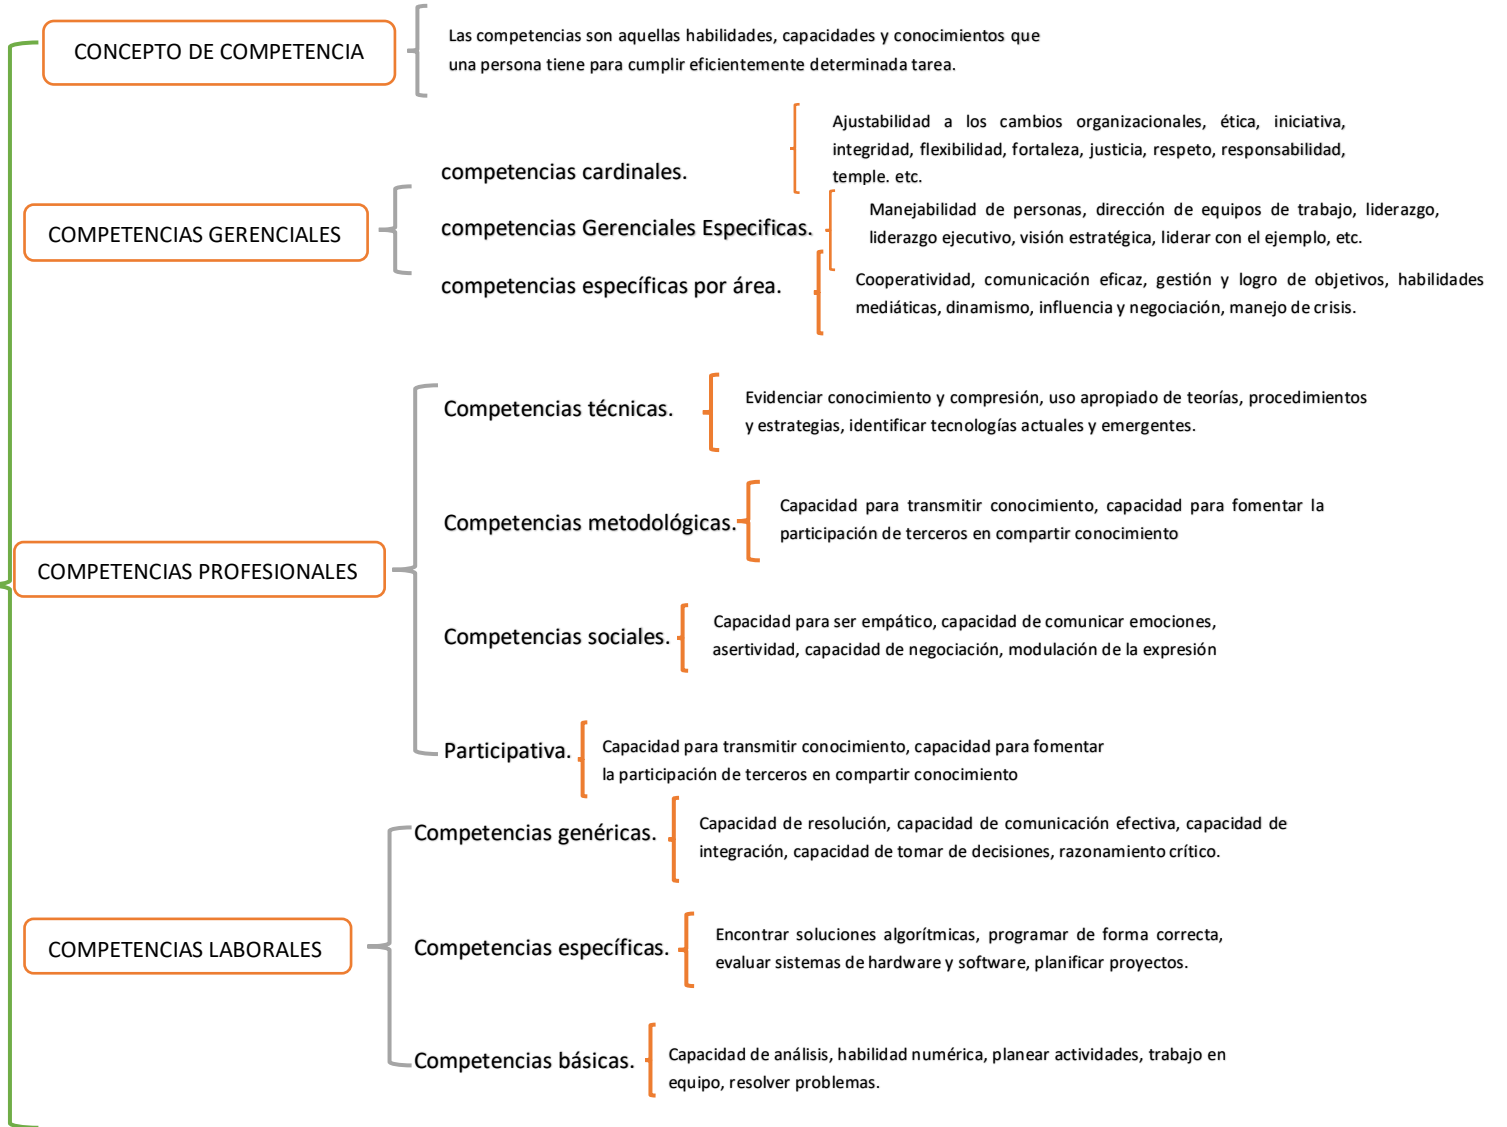 CONCEPTO DE COMPETENCIA
Las competencias son aquellas habilidades, capacidades y conocimientos que
una persona tiene para cumplir eficientemente determinada tarea.
COMPETENCIAS GERENCIALES
competencias cardinales.
Ajustabilidad a los cambios organizacionales, ética, iniciativa,
integridad, flexibilidad, fortaleza, justicia, respeto, responsabilidad,
temple. etc.
competencias Gerenciales Especificas.
Manejabilidad de personas, dirección de equipos de trabajo, liderazgo,
liderazgo ejecutivo, visión estratégica, liderar con el ejemplo, etc.
competencias específicas por área.
Cooperatividad, comunicación eficaz, gestión y logro de objetivos, habilidades
mediáticas, dinamismo, influencia y negociación, manejo de crisis.
COMPETENCIAS PROFESIONALES
Competencias técnicas.
Evidenciar conocimiento y compresión, uso apropiado de teorías, procedimientos
y estrategias, identificar tecnologías actuales y emergentes.
Competencias metodológicas.
Capacidad para transmitir conocimiento, capacidad para fomentar la
participación de terceros en compartir conocimiento
Competencias sociales.
Capacidad para ser empático, capacidad de comunicar emociones,
asertividad, capacidad de negociación, modulación de la expresión
Participativa.
Capacidad para transmitir conocimiento, capacidad para fomentar
la participación de terceros en compartir conocimiento
COMPETENCIAS LABORALES
Competencias genéricas.
Capacidad de resolución, capacidad de comunicación efectiva, capacidad de
integración, capacidad de tomar de decisiones, razonamiento crítico.
Competencias específicas.
Encontrar soluciones algorítmicas, programar de forma correcta,
evaluar sistemas de hardware y software, planificar proyectos.
Competencias básicas.
Capacidad de análisis, habilidad numérica, planear actividades, trabajo en
equipo, resolver problemas.